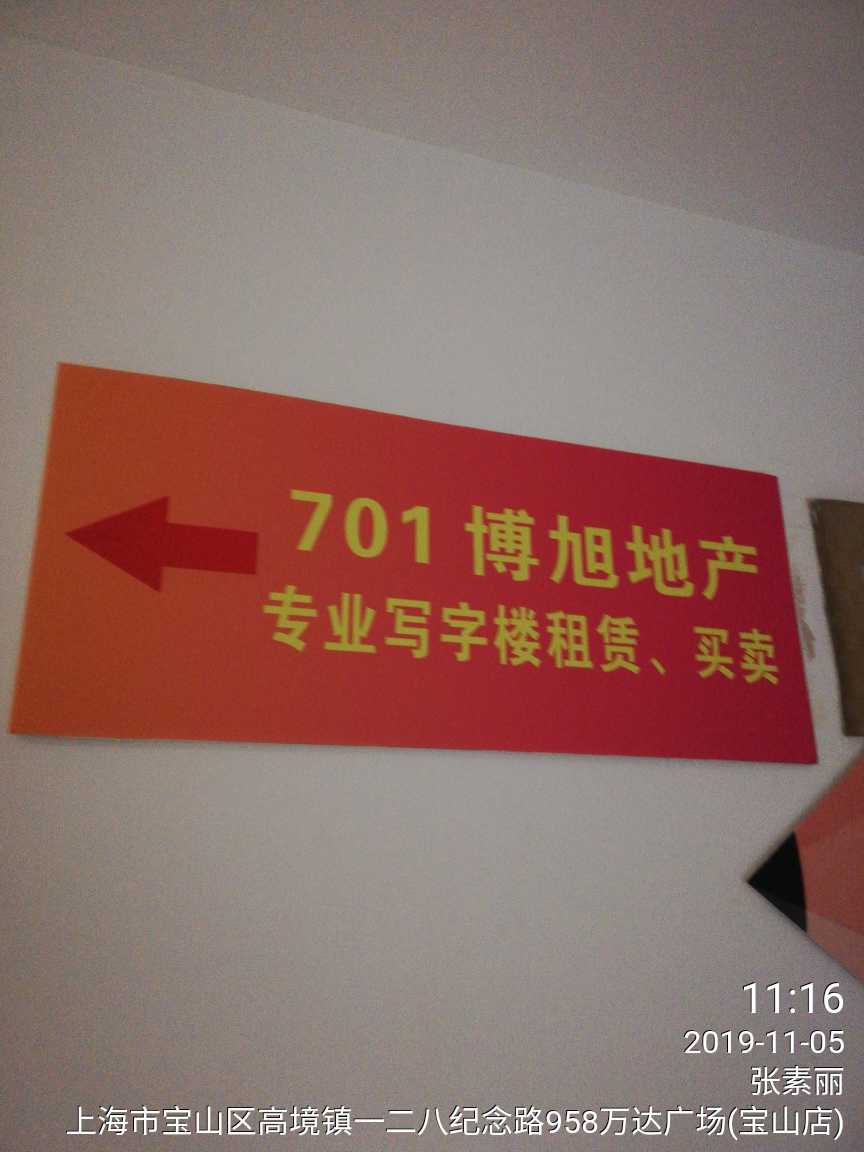 701 博旭地产
专业写字楼租赁、买卖
11:16
2019-11-05
张素丽
上海市宝山区高境镇一二八纪念路958万达广场(宝山店)